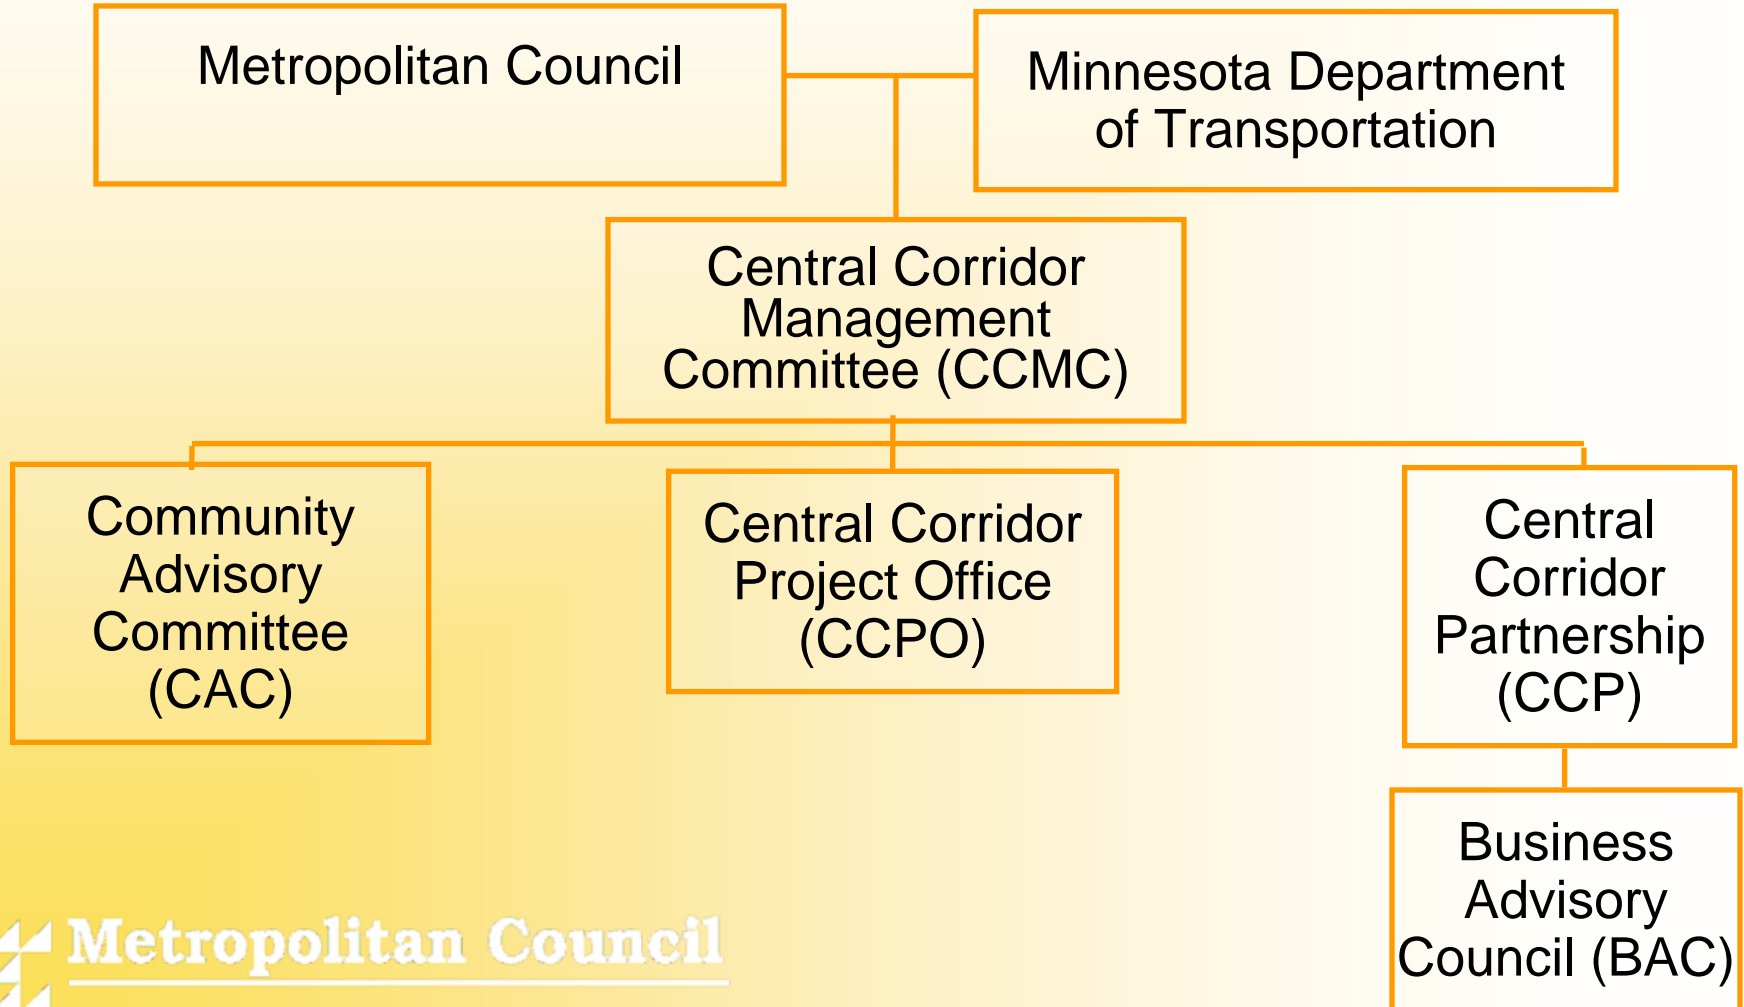 Metropolitan Council
Minnesota Department
of Transportation
Central Corridor
Management
Committee (CCMC)
Community
Advisory
Committee
(CAC)
Central Corridor
Project Office
(CCPO)
Central
Corridor
Partnership
(CCP)
Business
Advisory
Council (BAC)
Metropolitan Council